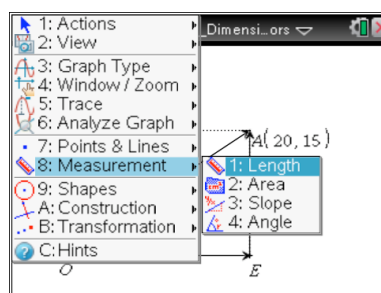 1: Actions
2: View
3: Graph Type
4: Window / Zoom
5: Trace
6: Analyze Graph
7: Points & Lines
8: Measurement
9: Shapes
A: Construction
B: Transformation
C: Hints
_Dimensi...ors
A( 20, 15)
1: Length
2: Area
3: Slope
4: Angle
O
E